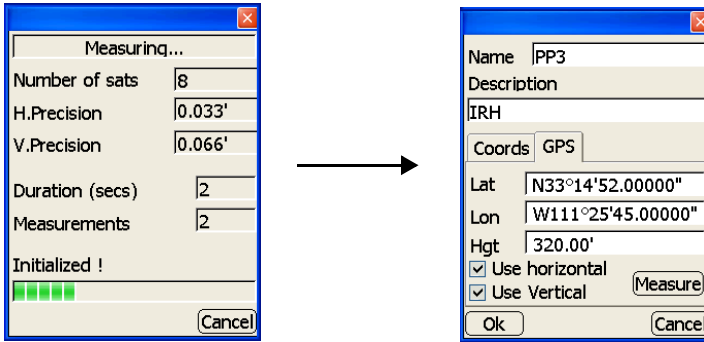 Measuring...
Number of sats 8
H.Precision 0.033'
V.Precision 0.066'
Duration (secs) 2
Measurements 2
Initialized !
Cancel
Name PP3
Description
IRH
Coords GPS
Lat N33°14'52.00000"
Lon W111°25'45.00000"
Hgt 320.00'
Use horizontal
Use Vertical Measure
Ok Cancel